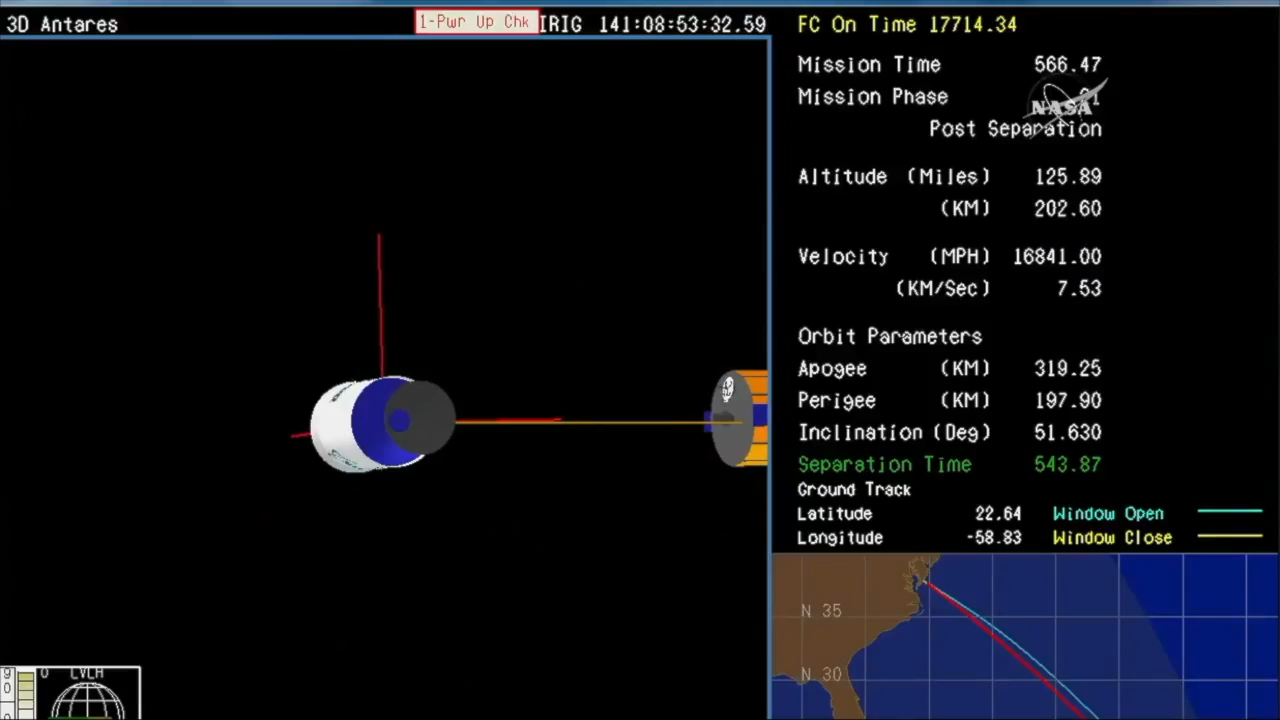 3D Antares
1-Pwr Up Chk
IRIG 141:08:53:32.59
FC On Time 17714.34
Mission Time 566.47
Mission Phase
NASA
Post Separation
Altitude (Miles) 125.89
(KM) 202.60
Velocity (MPH) 16841.00
(KM/Sec) 7.53
Orbit Parameters
Apogee (KM) 319.25
Perigee (KM) 197.90
Inclination (Deg) 51.630
Separation Time 543.87
Ground Track
Latitude 22.64
Window Open
Longitude -58.83
Window Close
N 35
N 30
90
0 LVLH